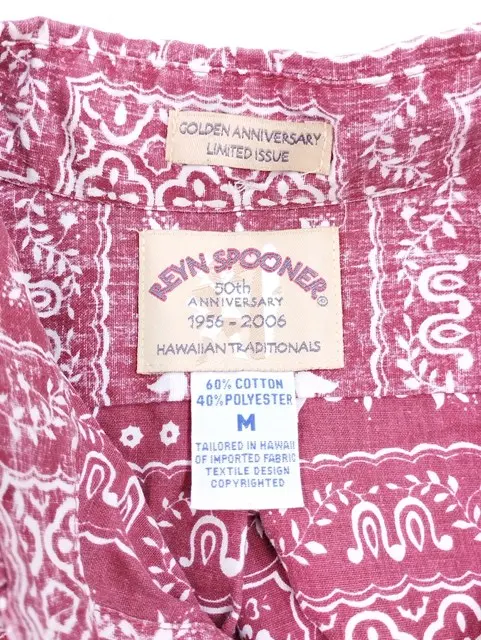 GOLDEN ANNIVERSARY
LIMITED ISSUE
REYN SPOONER®
50th
ANNIVERSARY
1956-2006
HAWAIIAN TRADITIONALS
60% COTTON
40% POLYESTER
M
TAILORED IN HAWAII
OF IMPORTED FABRIC
TEXTILE DESIGN
COPYRIGHTED